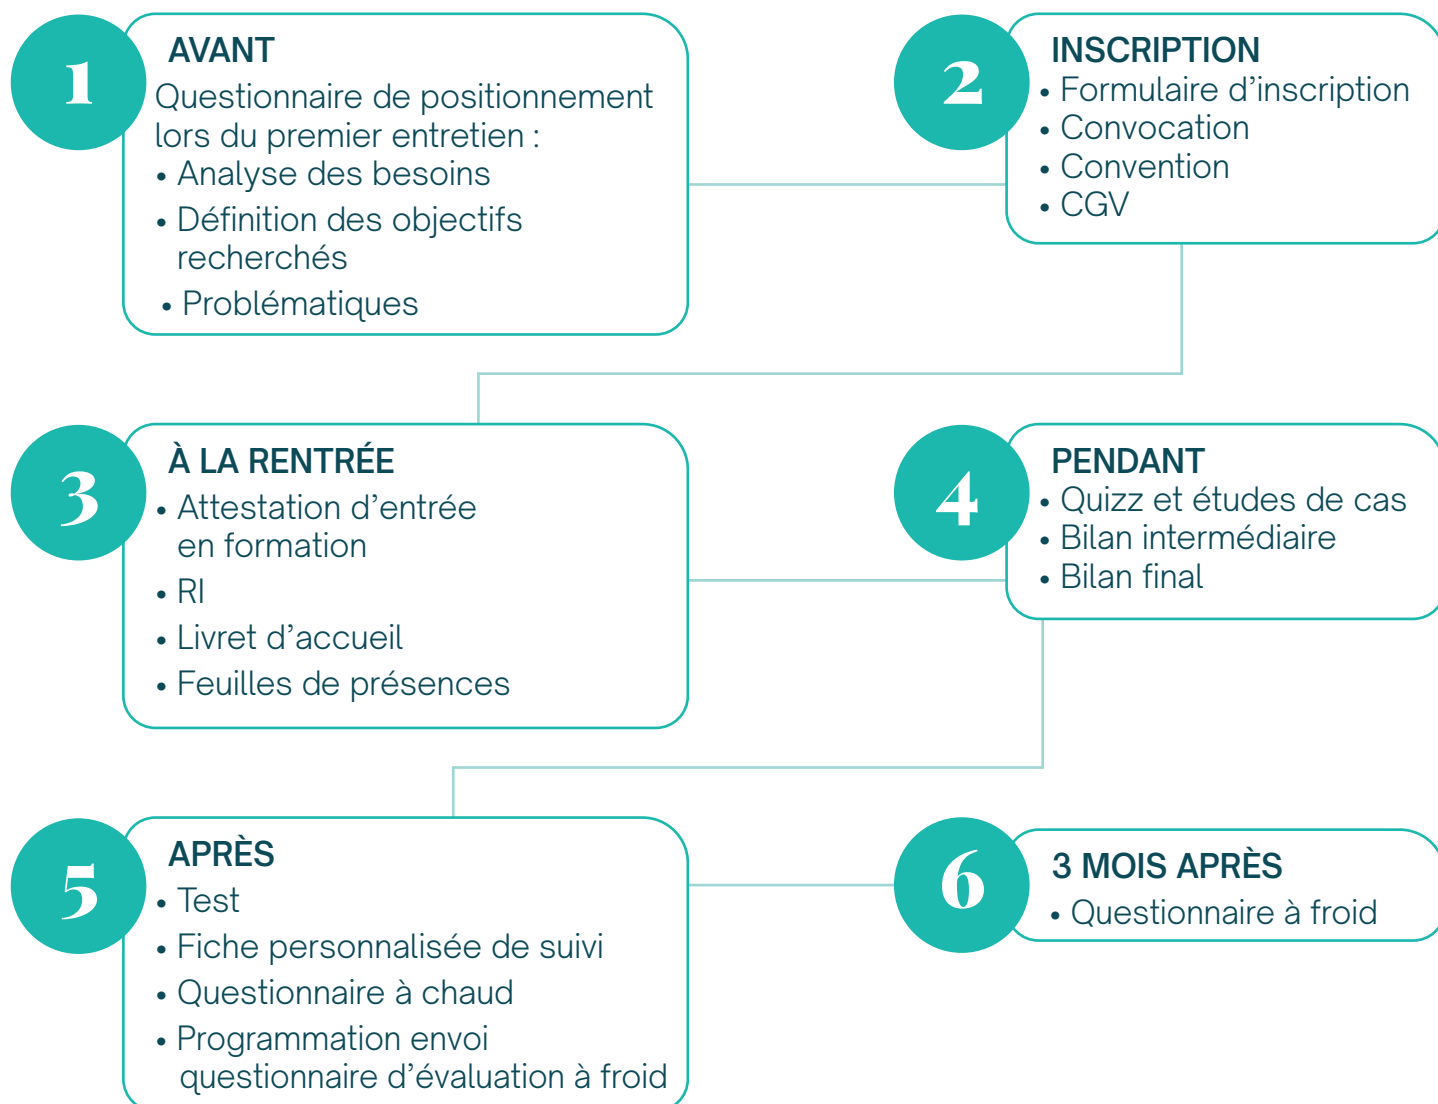 1
AVANT
Questionnaire de positionnement
lors du premier entretien :
• Analyse des besoins
• Définition des objectifs
recherchés
• Problématiques
2
INSCRIPTION
• Formulaire d’inscription
• Convocation
• Convention
• CGV
3
À LA RENTRÉE
• Attestation d’entrée
en formation
• RI
• Livret d’accueil
• Feuilles de présences
4
PENDANT
• Quizz et études de cas
• Bilan intermédiaire
• Bilan final
5
APRÈS
• Test
• Fiche personnalisée de suivi
• Questionnaire à chaud
• Programmation envoi
questionnaire d’évaluation à froid
6
3 MOIS APRÈS
• Questionnaire à froid